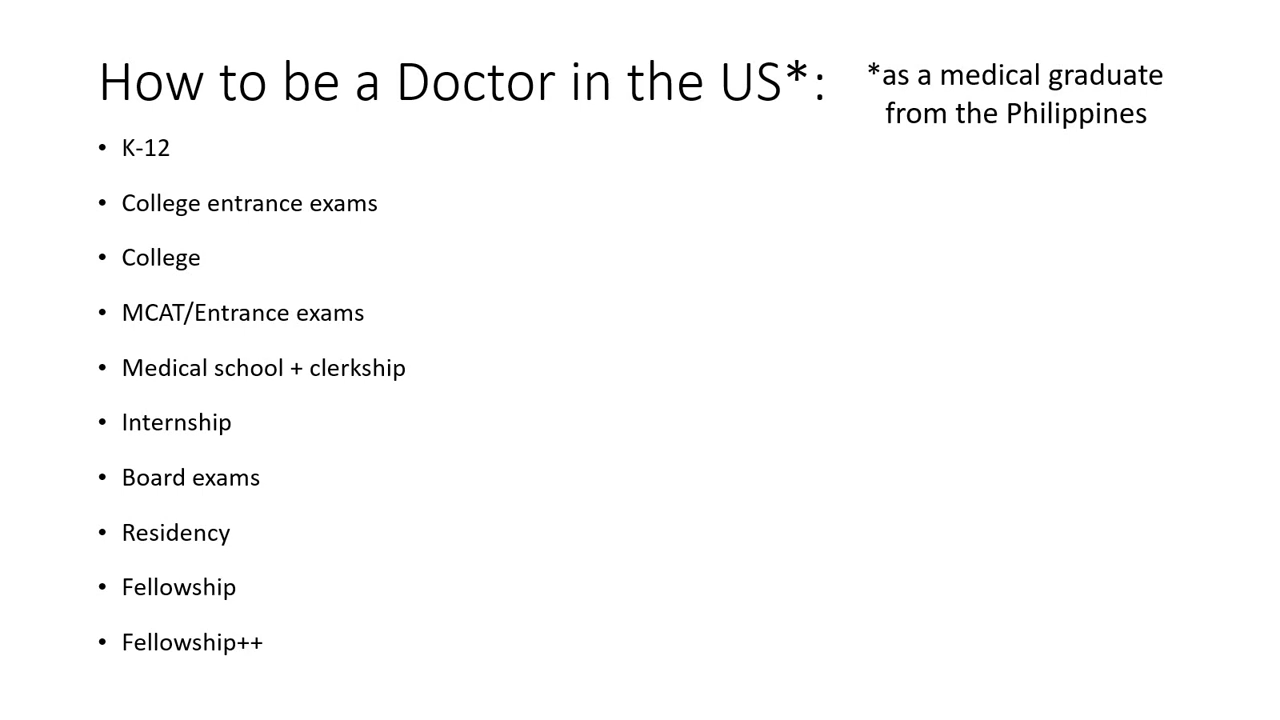 How to be a Doctor in the US*:
*as a medical graduate
from the Philippines
• K-12
• College entrance exams
• College
• MCAT/Entrance exams
• Medical school + clerkship
• Internship
• Board exams
• Residency
• Fellowship
• Fellowship++